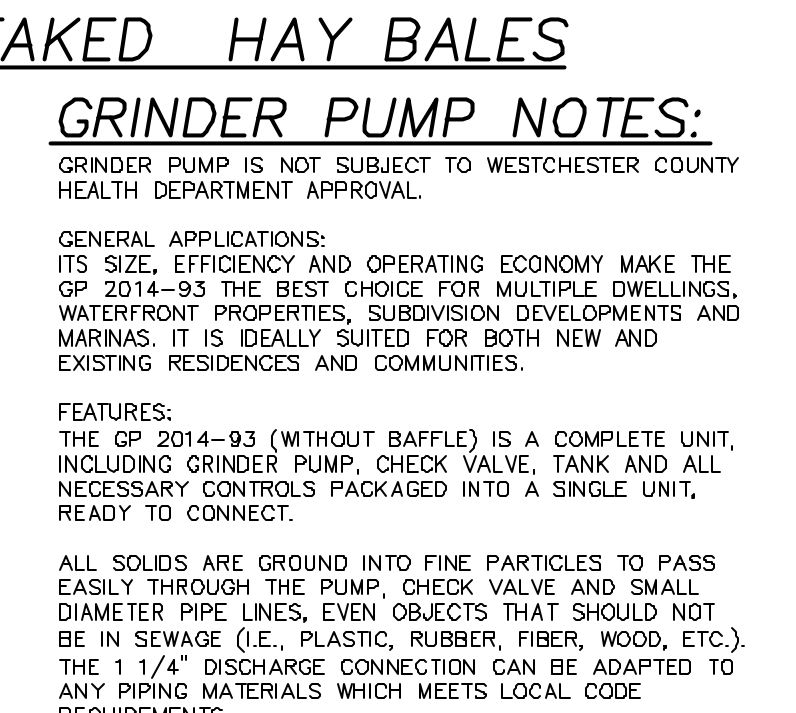 TAKED HAY BALES
GRINDER PUMP NOTES:
GRINDER PUMP IS NOT SUBJECT TO WESTCHESTER COUNTY
HEALTH DEPARTMENT APPROVAL.
GENERAL APPLICATIONS:
ITS SIZE, EFFICIENCY AND OPERATING ECONOMY MAKE THE
GP 2014-93 THE BEST CHOICE FOR MULTIPLE DWELLINGS,
WATERFRONT PROPERTIES, SUBDIVISION DEVELOPMENTS AND
MARINAS. IT IS IDEALLY SUITED FOR BOTH NEW AND
EXISTING RESIDENCES AND COMMUNITIES.
FEATURES:
THE GP 2014-93 (WITHOUT BAFFLE) IS A COMPLETE UNIT,
INCLUDING GRINDER PUMP, CHECK VALVE, TANK AND ALL
NECESSARY CONTROLS PACKAGED INTO A SINGLE UNIT,
READY TO CONNECT.
ALL SOLIDS ARE GROUND INTO FINE PARTICLES TO PASS
EASILY THROUGH THE PUMP, CHECK VALVE AND SMALL
DIAMETER PIPE LINES, EVEN OBJECTS THAT SHOULD NOT
BE IN SEWAGE (I.E., PLASTIC, RUBBER, FIBER, WOOD, ETC.).
THE 1 1/4" DISCHARGE CONNECTION CAN BE ADAPTED TO
ANY PIPING MATERIALS WHICH MEETS LOCAL CODE
REQUIREMENTS.